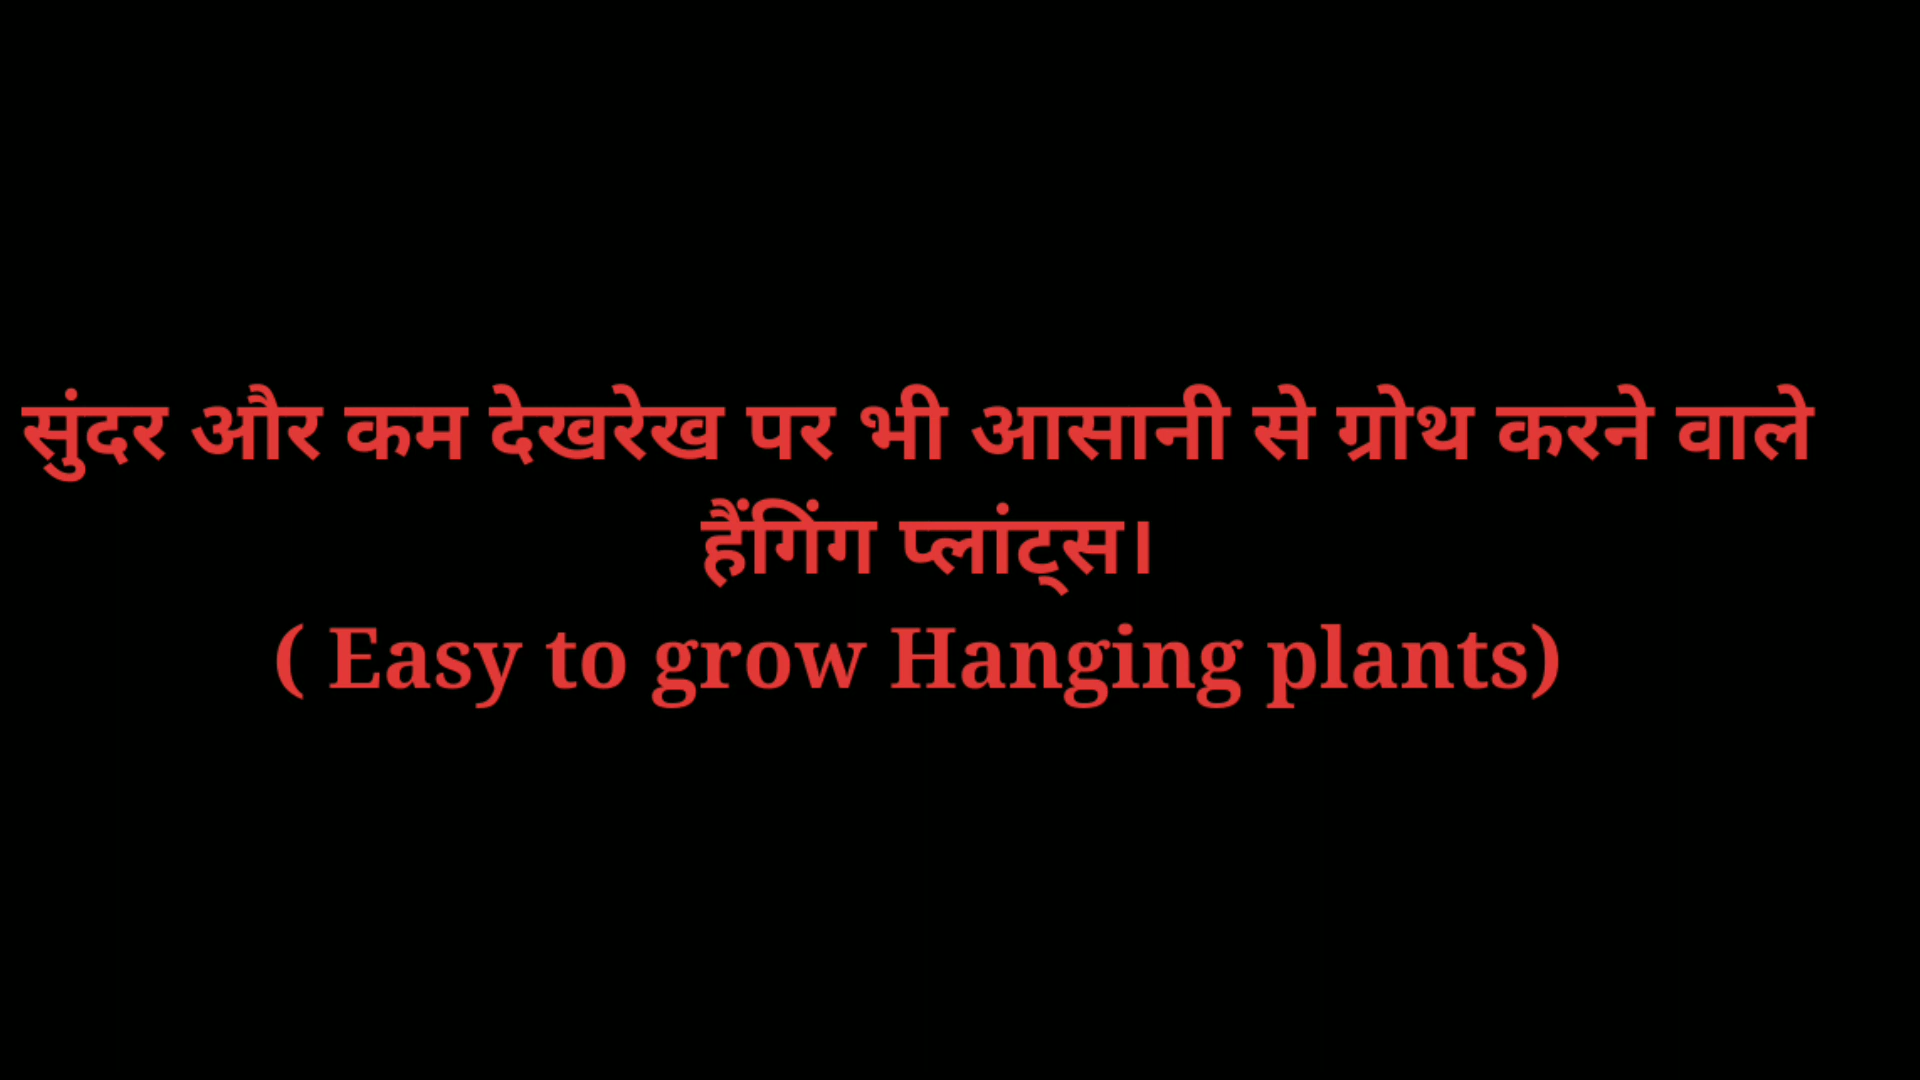 सुंदर और कम देखरेख पर भी आसानी से ग्रोथ करने वाले
हैंगिंग प्लांट्स।
( Easy to grow Hanging plants)